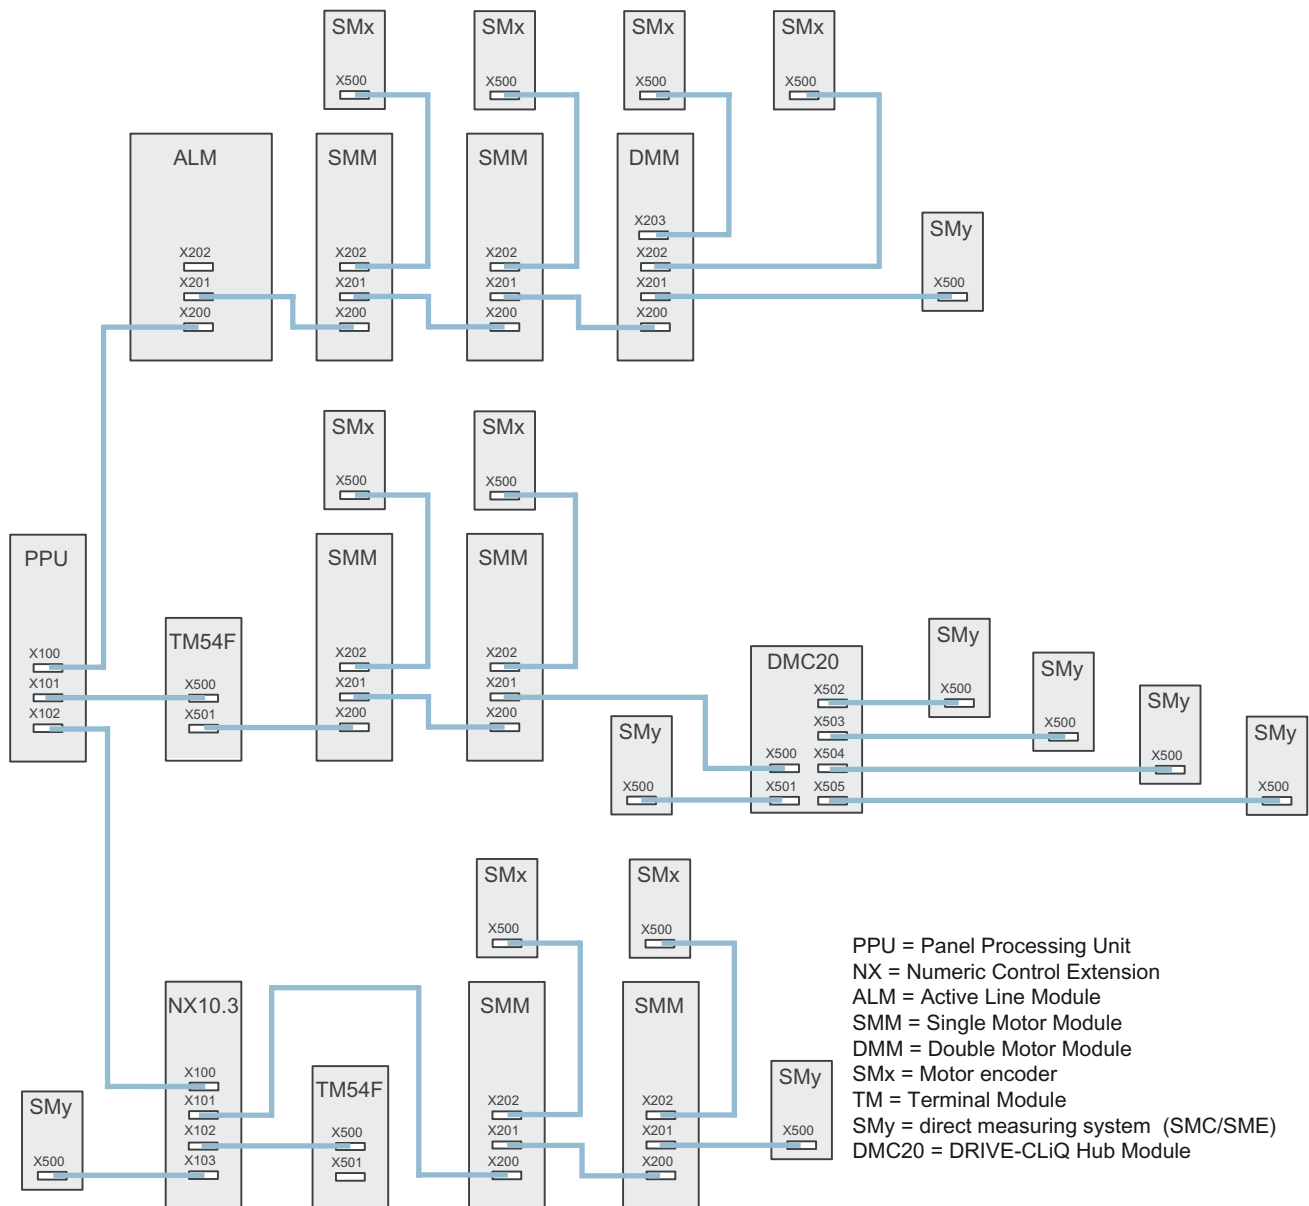 SMx SMx SMx SMx
X500 X500 X500 X500
ALM SMM SMM DMM
X203
SMy
X202 X202 X202 X202
X201 X201 X201 X201 X500
X200 X200 X200 X200
SMx SMx
X500 X500
PPU SMM SMM
TM54F SMy
DMC20 SMy
X100 X202 X202
X101 X500 X201 X201 X502 X500 SMy
X102 X501 X200 X200 X503 X500 SMy SMy
X500 X504 X500
X500 X501 X505 X500
SMx SMx
X500 X500
NX10.3 SMM SMM
X100
TM54F SMy
SMy X101 X202 X202
X102 X500 X201 X201 X500
X500 X103 X501 X200 X200
PPU = Panel Processing Unit
NX = Numeric Control Extension
ALM = Active Line Module
SMM = Single Motor Module
DMM = Double Motor Module
SMx = Motor encoder
TM = Terminal Module
SMy = direct measuring system (SMC/SME)
DMC20 = DRIVE-CLiQ Hub Module